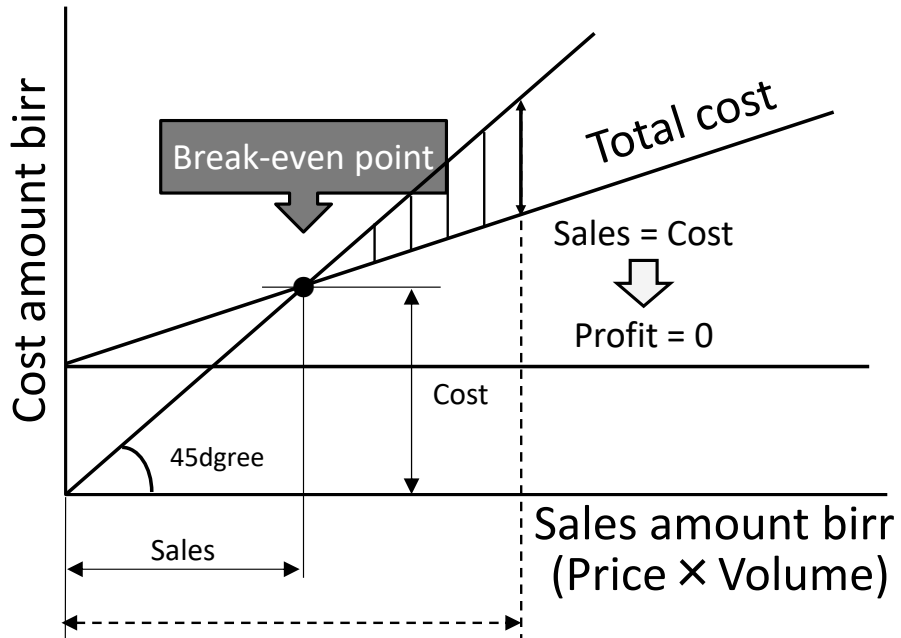 Cost amount birr
Break-even point
Total cost
Sales = Cost
Profit = 0
Cost
45dgree
Sales
Sales amount birr
(Price × Volume)